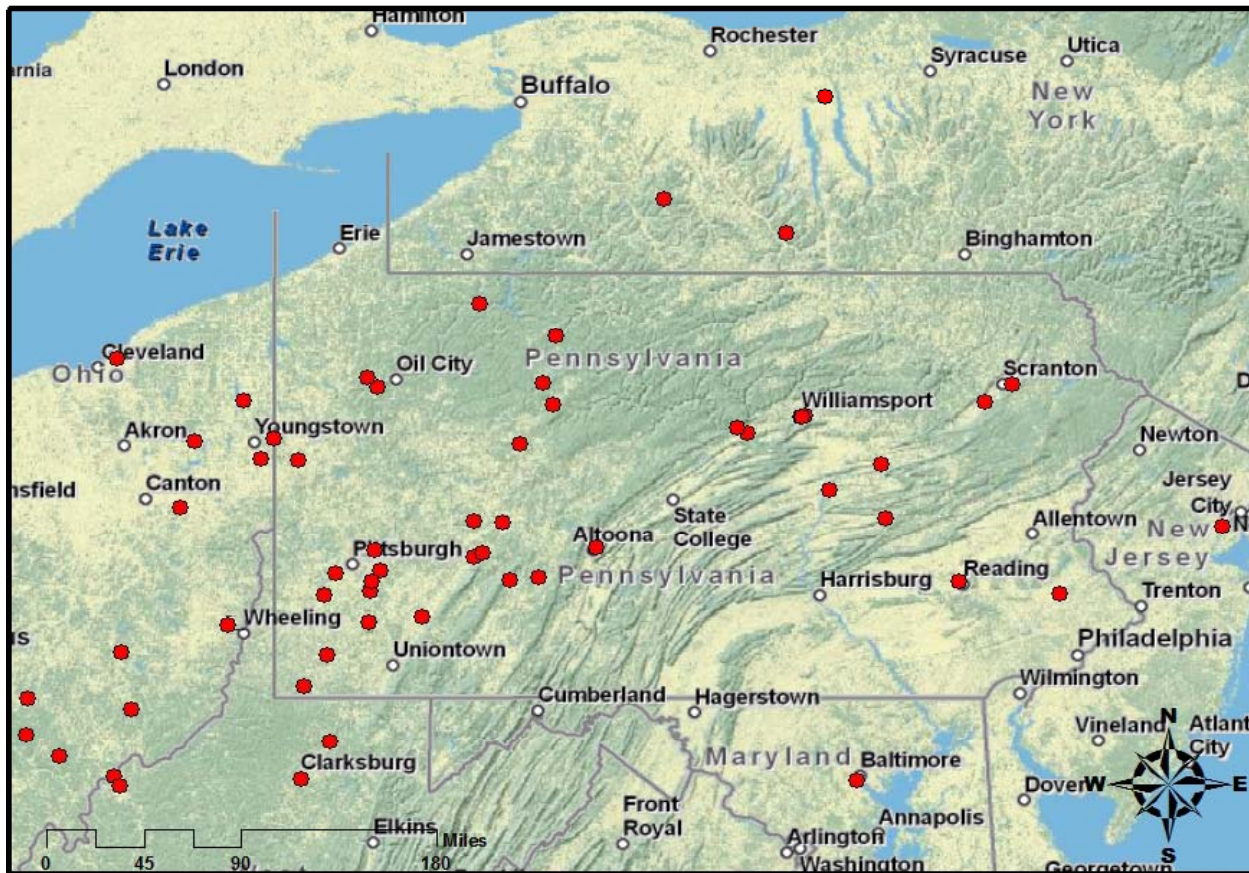 Hamilton
Rochester
Syracuse
Utica
arnia
London
Buffalo
New
York
Lake
Erie
Erie
Jamestown
Binghamton
Cleveland
Ohio
Oil City
Pennsylvania
Scranton
D
Williamsport
Akron
Youngstown
Newton
nsfield
Canton
State
College
Jersey
City
N
Allentown
New
Jersey
Altoona
Pittsburgh
Pennsylvania
Harrisburg
Reading
Trenton
Wheeling
us
Uniontown
Philadelphia
Cumberland
Hagerstown
Wilmington
Vineland
Atlant
City
N
W
E
S
Clarksburg
Maryland
Baltimore
Dover
Front
Royal
Annapolis
Elkins
Miles
0 45 90 180
Arlington
Washington
Georgetown